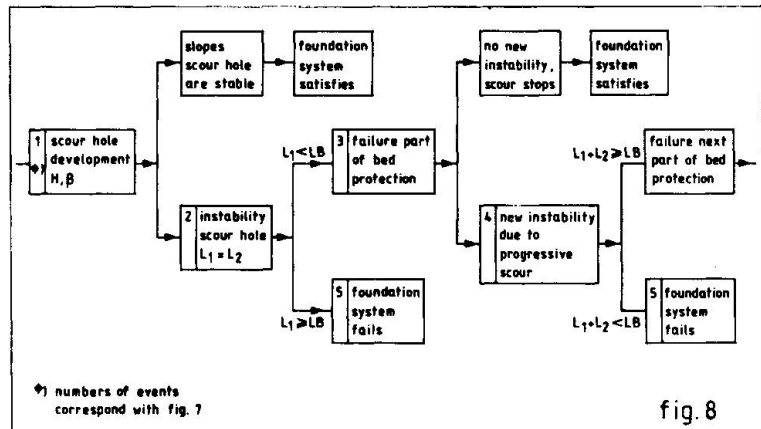 slopes
scour hole
are stable
foundation
system
satisfies
no new
instability,
scour stops
foundation
system
satisfies
1 scour hole
◆) development
H,β
L₁<LB
3 failure part
of bed
protection
L₁+L₂≥LB
failure next
part of bed
protection
2 instability
scour hole
L₁ = L₂
4 new instability
due to
progressive
scour
L₁≥LB
5 foundation
system
fails
L₁+L₂<LB
5 foundation
system
fails
◆) numbers of events
correspond with fig. 7
fig. 8